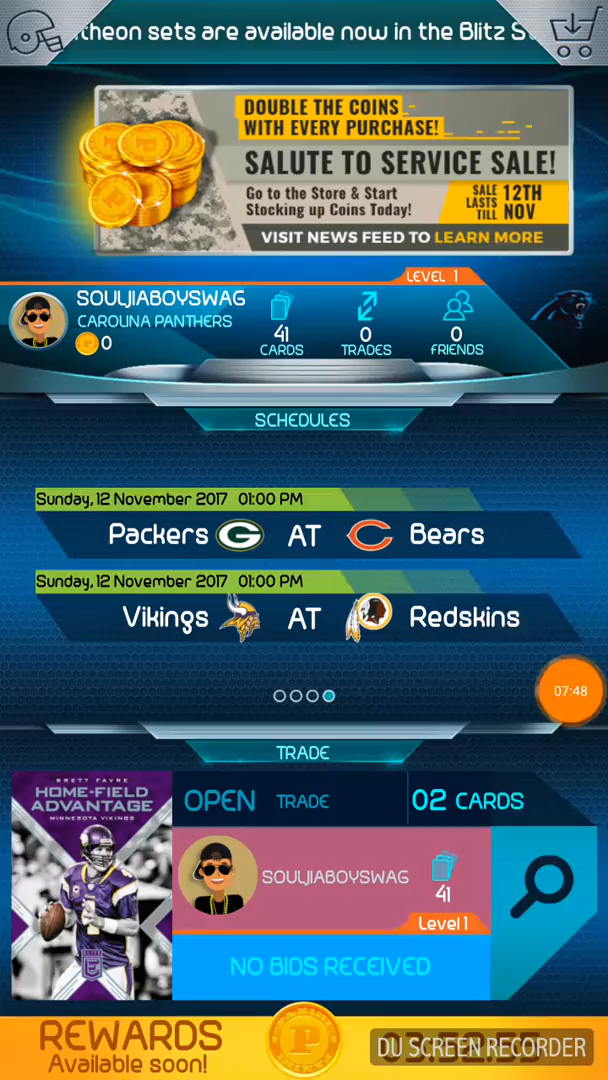 theon sets are available now in the Blitz S
DOUBLE THE COINS
WITH EVERY PURCHASE!
SALUTE TO SERVICE SALE!
Go to the Store & Start
Stocking up Coins Today!
SALE
LASTS
TILL
12TH
NOV
VISIT NEWS FEED TO LEARN MORE
LEVEL 1
SOULJIABOYSWAG
CAROLINA PANTHERS
P 0
41
CARDS
0
TRADES
0
FRIENDS
SCHEDULES
Sunday, 12 November 2017 01:00 PM
Packers G AT C Bears
Sunday, 12 November 2017 01:00 PM
Vikings AT Redskins
07:48
TRADE
BRETT FAVRE
HOME-FIELD
ADVANTAGE
MINNESOTA VIKINGS
ELITE
OPEN TRADE
02 CARDS
SOULJIABOYSWAG
41
Level 1
NO BIDS RECEIVED
REWARDS
Available soon!
P
DU SCREEN RECORDER